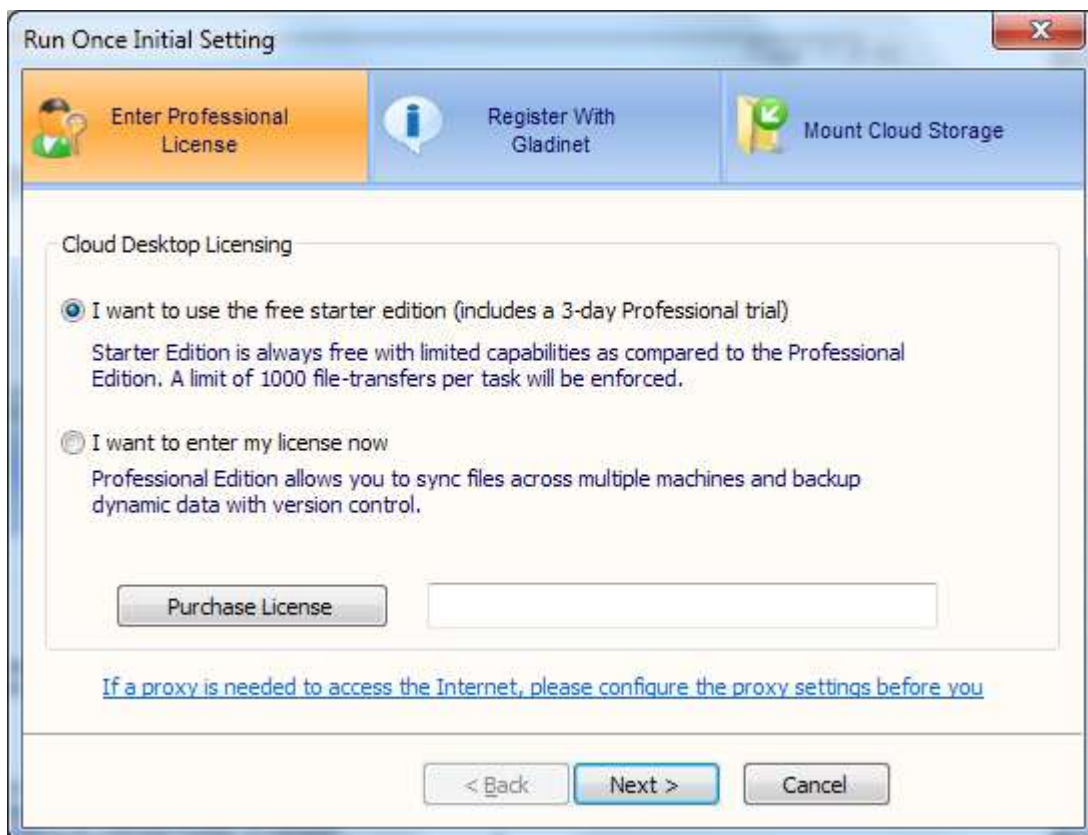 Run Once Initial Setting
Enter Professional
License
Register With
Gladinet
Mount Cloud Storage
Cloud Desktop Licensing
I want to use the free starter edition (includes a 3-day Professional trial)
Starter Edition is always free with limited capabilities as compared to the Professional
Edition. A limit of 1000 file-transfers per task will be enforced.
I want to enter my license now
Professional Edition allows you to sync files across multiple machines and backup
dynamic data with version control.
Purchase License
If a proxy is needed to access the Internet, please configure the proxy settings before you
< Back
Next >
Cancel